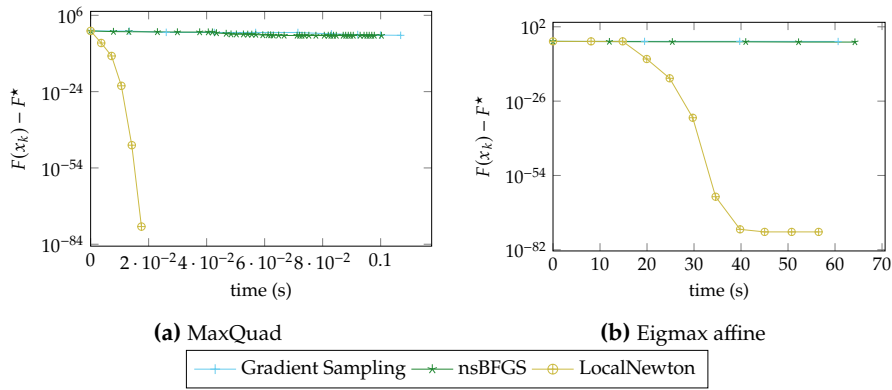 10^6
10^−24
10^−54
10^−84
F(x_k) − F★
0
2 · 10^−2
4 · 10^−2
6 · 10^−2
8 · 10^−2
0.1
time (s)
(a) MaxQuad
10^2
10^−26
10^−54
10^−82
F(x_k) − F★
0 10 20 30 40 50 60 70
time (s)
(b) Eigmax affine
Gradient Sampling nsBFGS LocalNewton